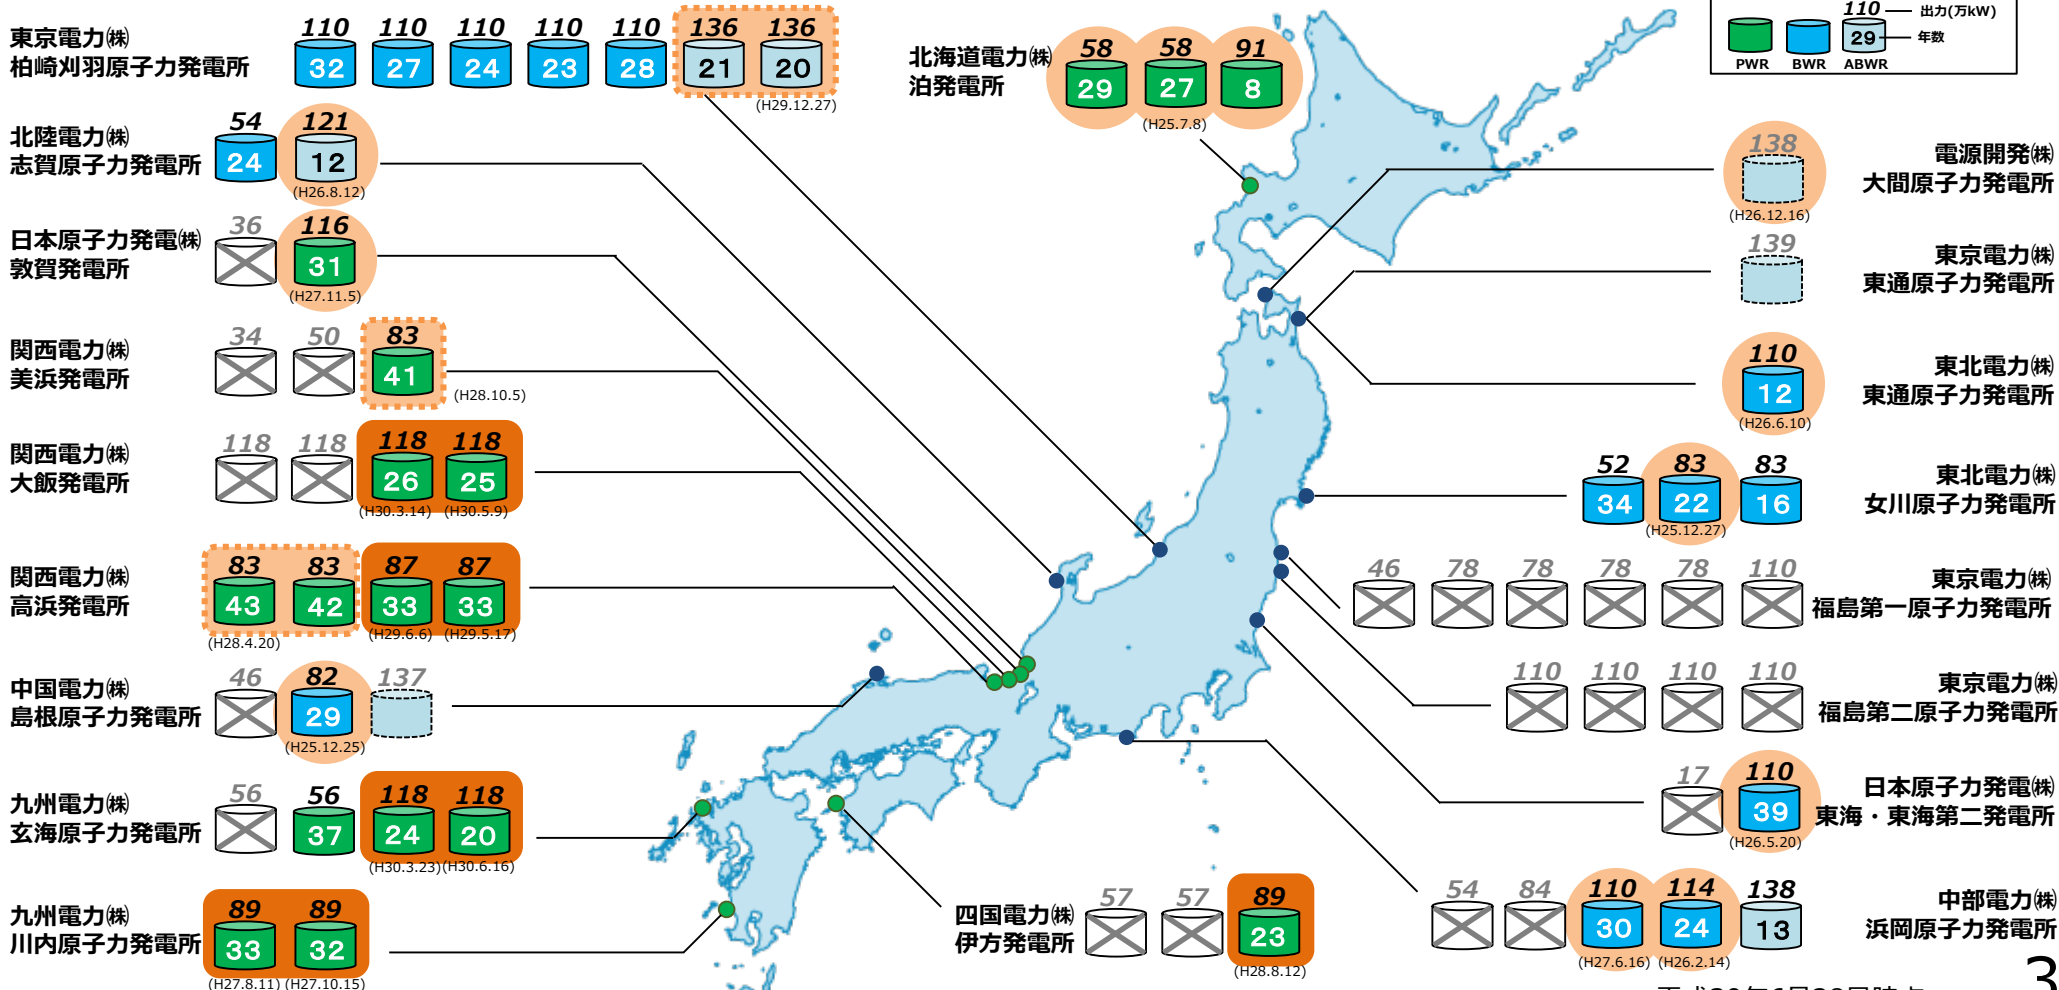 東京電力㈱
柏崎刈羽原子力発電所
110 110 110 110 110 136 136
32 27 24 23 28 21 20
(H29.12.27)
北陸電力㈱
志賀原子力発電所
54 121
24 12
(H26.8.12)
日本原子力発電㈱
敦賀発電所
36 116
31
(H27.11.5)
関西電力㈱
美浜発電所
34 50 83
41
(H28.10.5)
関西電力㈱
大飯発電所
118 118 118 118
26 25
(H30.3.14) (H30.5.9)
関西電力㈱
高浜発電所
83 83 87 87
43 42 33 33
(H28.4.20) (H29.6.6) (H29.5.17)
中国電力㈱
島根原子力発電所
46 82 137
29
(H25.12.25)
九州電力㈱
玄海原子力発電所
56 56 118 118
37 24 20
(H30.3.23) (H30.6.16)
九州電力㈱
川内原子力発電所
89 89
33 32
(H27.8.11) (H27.10.15)
北海道電力㈱
泊発電所
58 58 91
29 27 8
(H25.7.8)
110 出力(万kW)
29 年数
PWR BWR ABWR
138
電源開発㈱
大間原子力発電所
(H26.12.16)
139
東京電力㈱
東通原子力発電所
110
12
東北電力㈱
東通原子力発電所
(H26.6.10)
52 83 83
34 22 16
東北電力㈱
女川原子力発電所
(H25.12.27)
46 78 78 78 78 110
東京電力㈱
福島第一原子力発電所
110 110 110 110
東京電力㈱
福島第二原子力発電所
17 110
39
日本原子力発電㈱
東海・東海第二発電所
(H26.5.20)
54 84 110 114 138
30 24 13
中部電力㈱
浜岡原子力発電所
(H27.6.16) (H26.2.14)
四国電力㈱
伊方発電所
57 57 89
23
(H28.8.12)
3